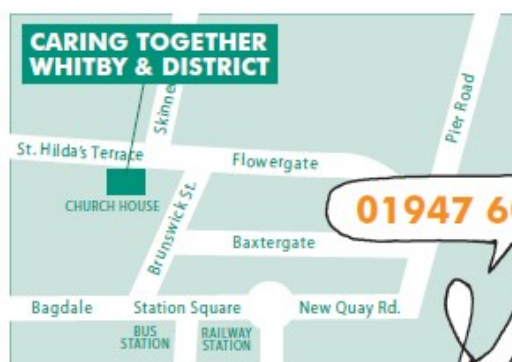 CARING TOGETHER
WHITBY & DISTRICT
Pier Road
St. Hilda's Terrace
Flowergate
CHURCH HOUSE
Brunswick St.
01947
Baxtergate
Bagdale
Station Square
New Quay Rd.
BUS
STATION
RAILWAY
STATION